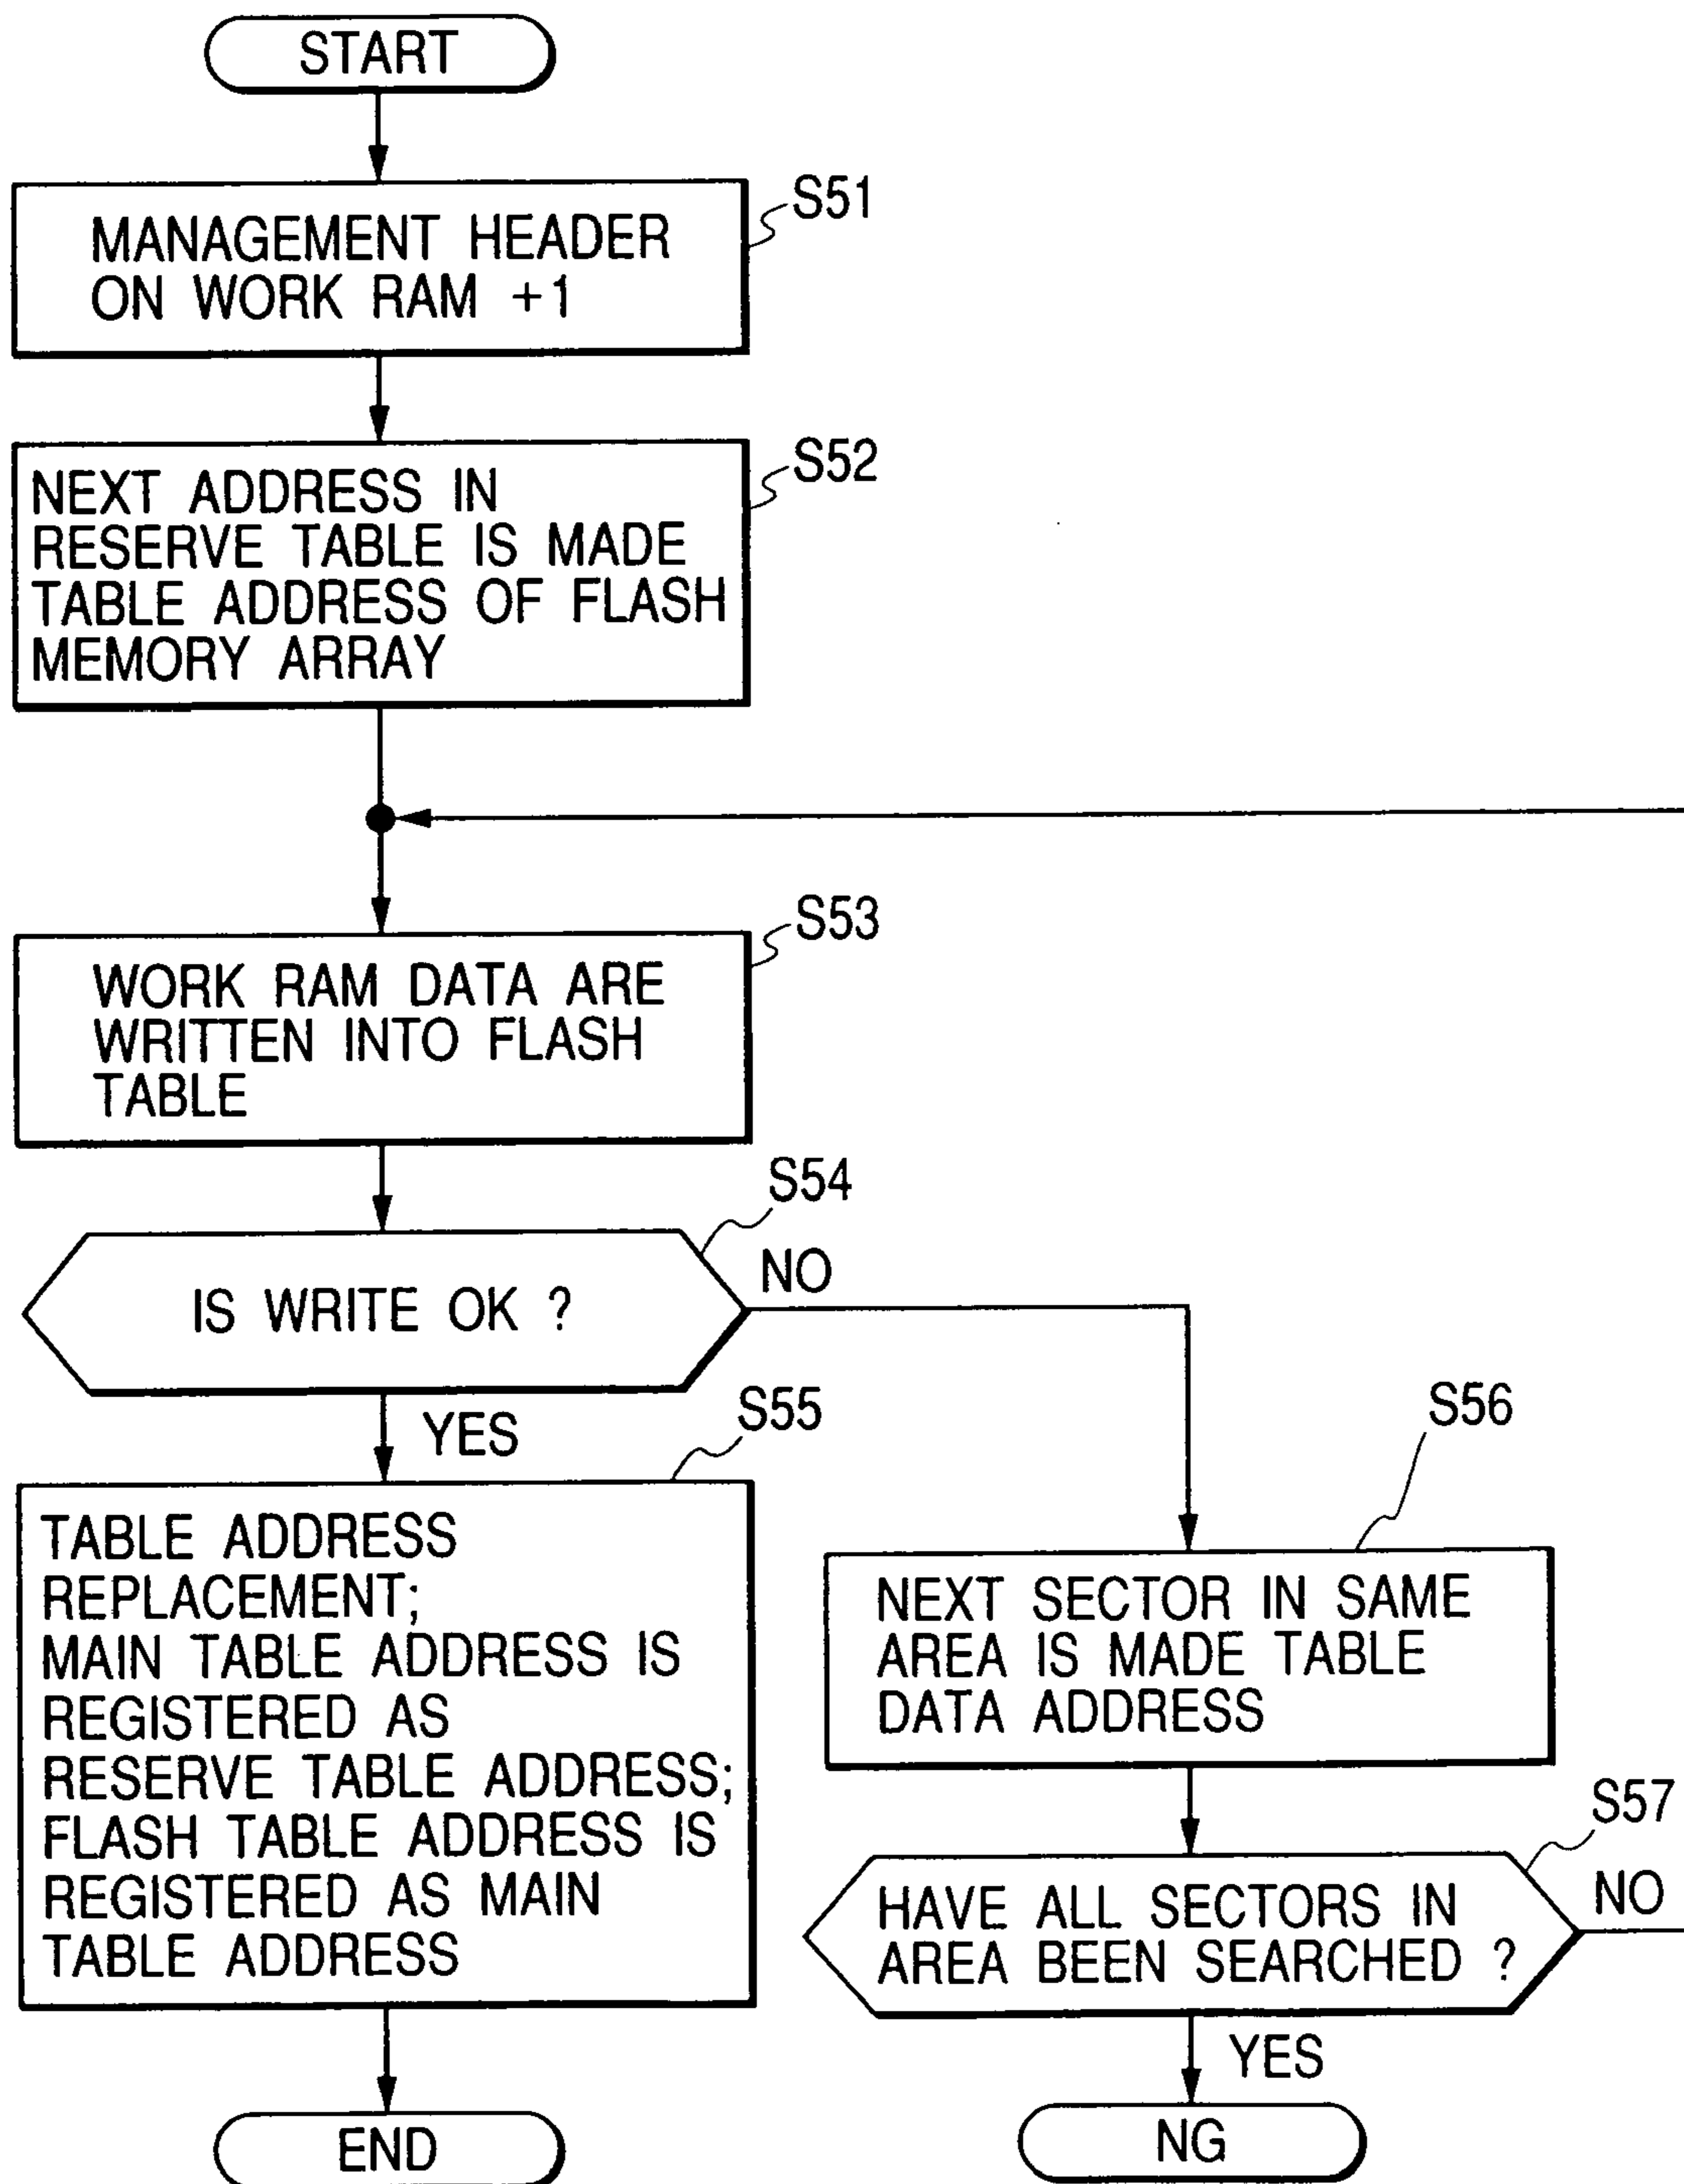 START
S51
MANAGEMENT HEADER
ON WORK RAM +1
S52
NEXT ADDRESS IN
RESERVE TABLE IS MADE
TABLE ADDRESS OF FLASH
MEMORY ARRAY
S53
WORK RAM DATA ARE
WRITTEN INTO FLASH
TABLE
S54
IS WRITE OK ?
NO
YES
S55
TABLE ADDRESS
REPLACEMENT;
MAIN TABLE ADDRESS IS
REGISTERED AS
RESERVE TABLE ADDRESS;
FLASH TABLE ADDRESS IS
REGISTERED AS MAIN
TABLE ADDRESS
END
S56
NEXT SECTOR IN SAME
AREA IS MADE TABLE
DATA ADDRESS
S57
HAVE ALL SECTORS IN
AREA BEEN SEARCHED ?
NO
YES
NG